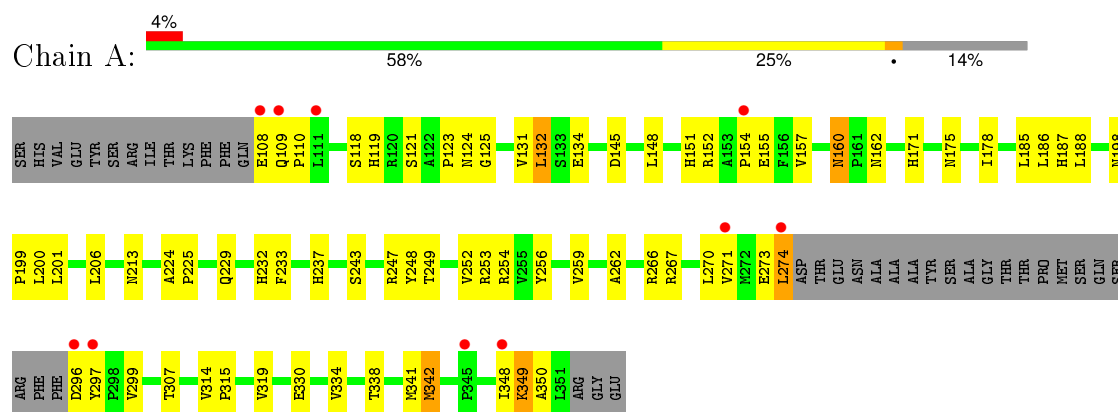 4%
Chain A:
58% 25% • 14%
SER HIS VAL GLU TYR SER ARG ILE THR LYS PHE PHE GLN E108 Q109 P110 L111 S118 H119 R120 S121 A122 P123 N124 G125 V131 L132 S133 E134 D145 L148 H151 R152 A153 P154 E155 F156 V157 N160 P161 N162 H171 N175 I178 L185 L186 H187 L188 N198
P199 L200 L201 L206 N213 A224 P225 Q229 H232 F233 H237 S243 R247 Y248 T249 V252 R253 R254 V255 Y256 V259 A262 R266 R267 L270 V271 M272 E273 L274 ASP THR GLU ASN ALA ALA ALA TYR SER ALA GLY THR THR PRO MET SER GLN SER
ARG PHE PHE D296 Y297 P298 V299 T307 V314 P315 V319 E330 V334 T338 M341 M342 P345 I348 K349 A350 L351 ARG GLY GLU